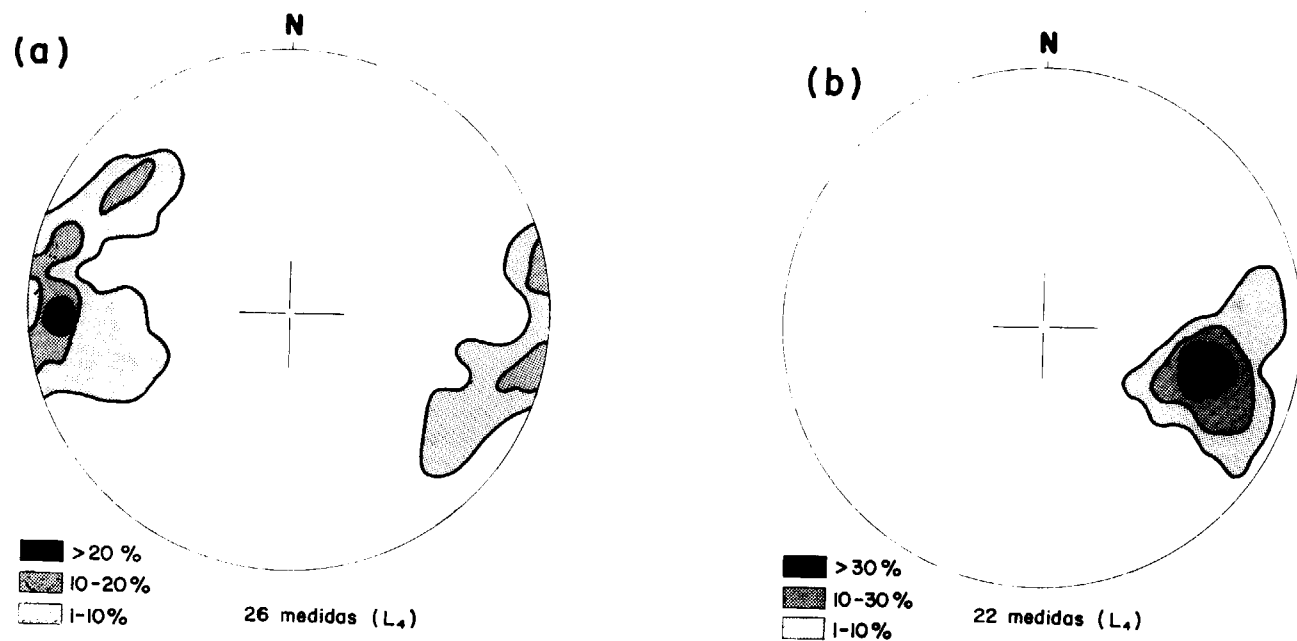 (a)
N
>20 %
10-20%
1-10%
26 medidas (L₄)
(b)
N
>30 %
10-30%
1-10%
22 medidas (L₄)